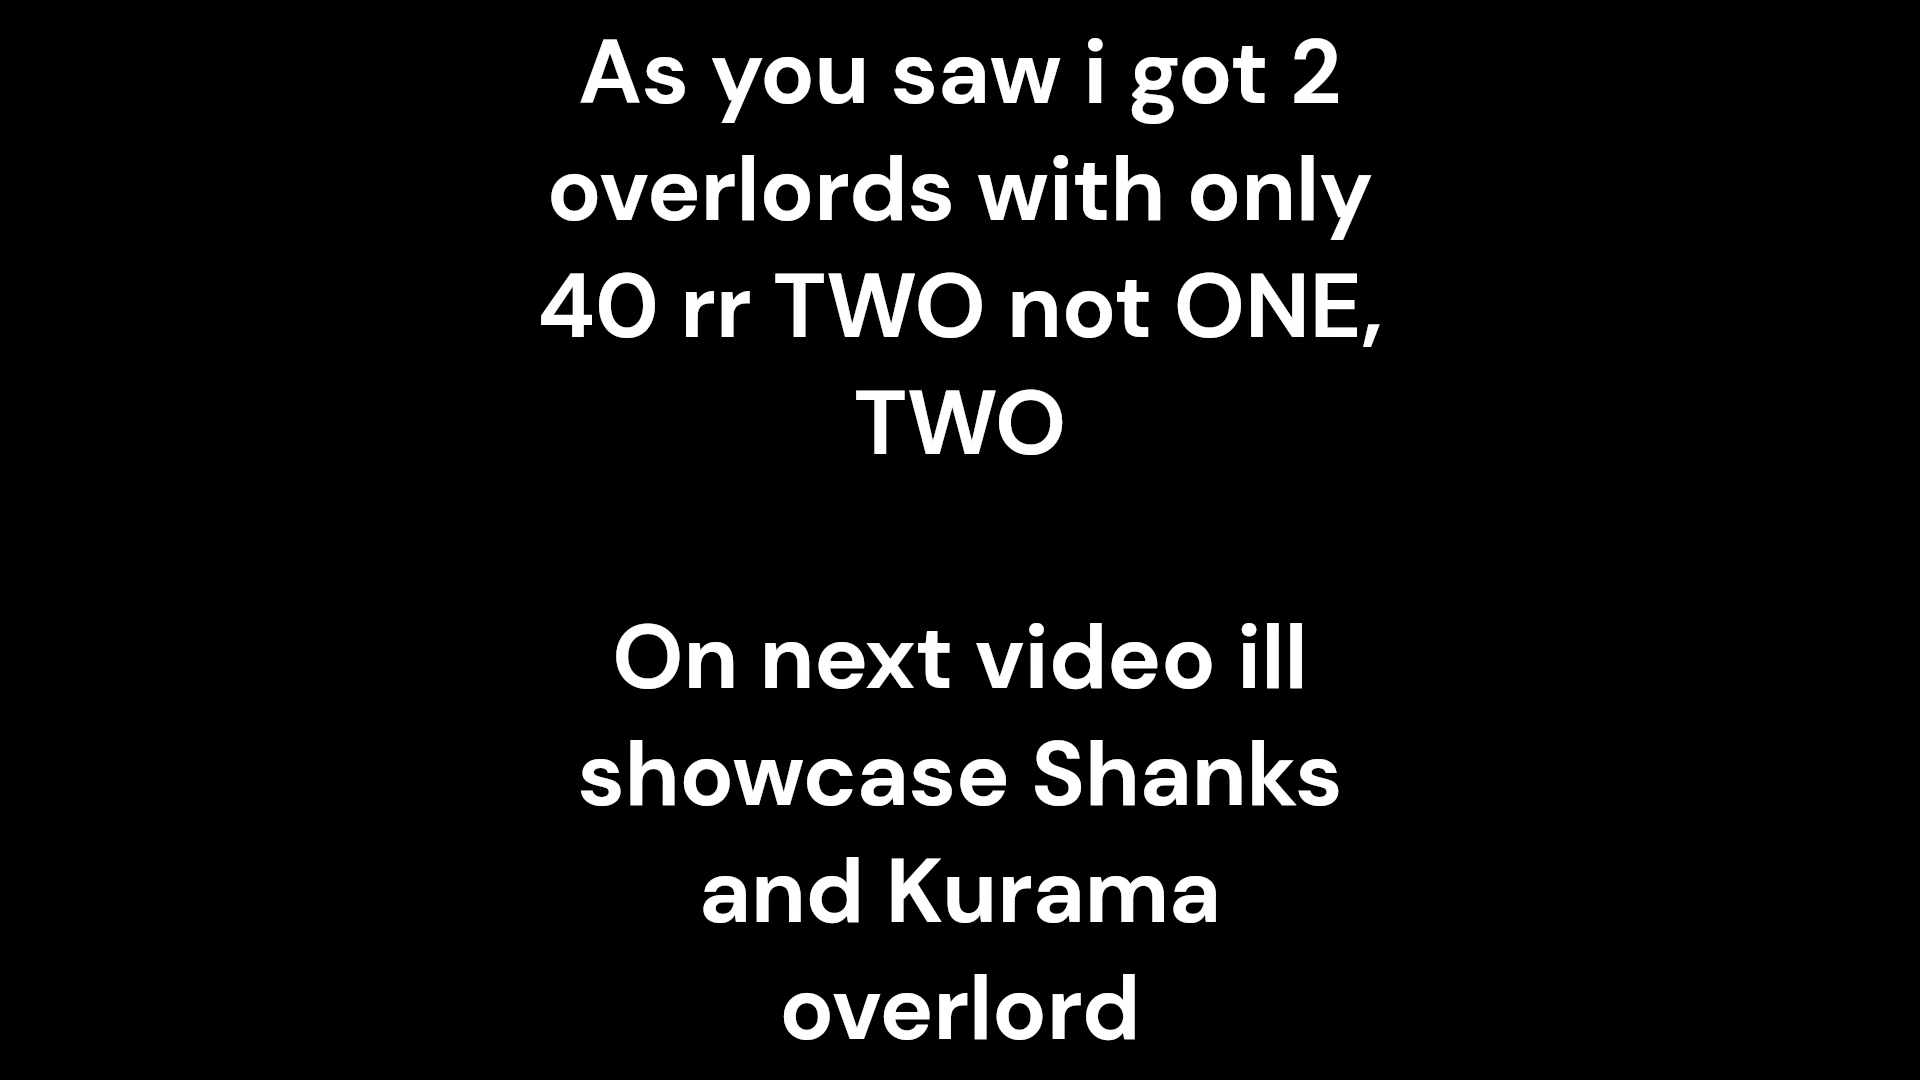 As you saw i got 2
overlords with only
40 rr TWO not ONE,
TWO
On next video ill
showcase Shanks
and Kurama
overlord